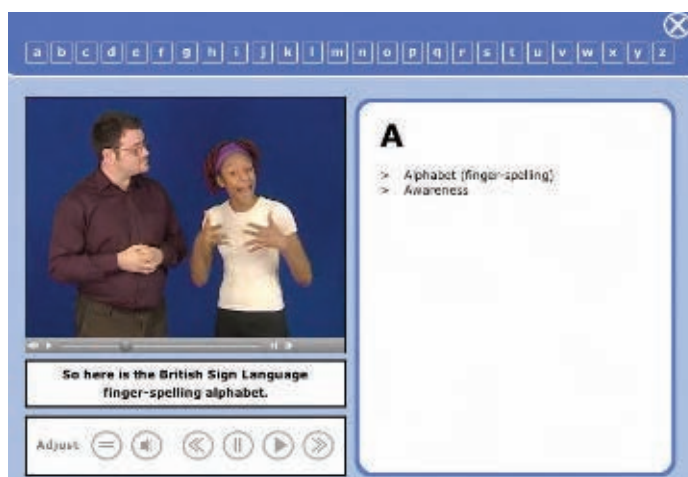 a b c d e f g h i j k l m n o p q r s t u v w x y z
So here is the British Sign Language
finger-spelling alphabet.
Adjust
A
> Alphabet (finger-spelling)
> Awareness